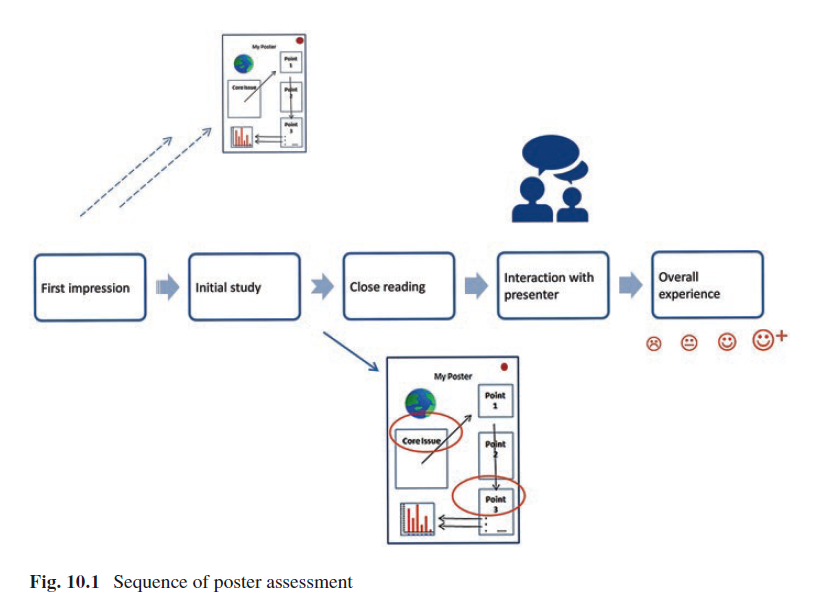 My Poster
Point
1
Core Issue
Point
2
Point
3
First impression
Initial study
Close reading
Interaction with
presenter
Overall
experience
+
My Poster
Point
1
Core Issue
Point
2
Point
3
Fig. 10.1 Sequence of poster assessment